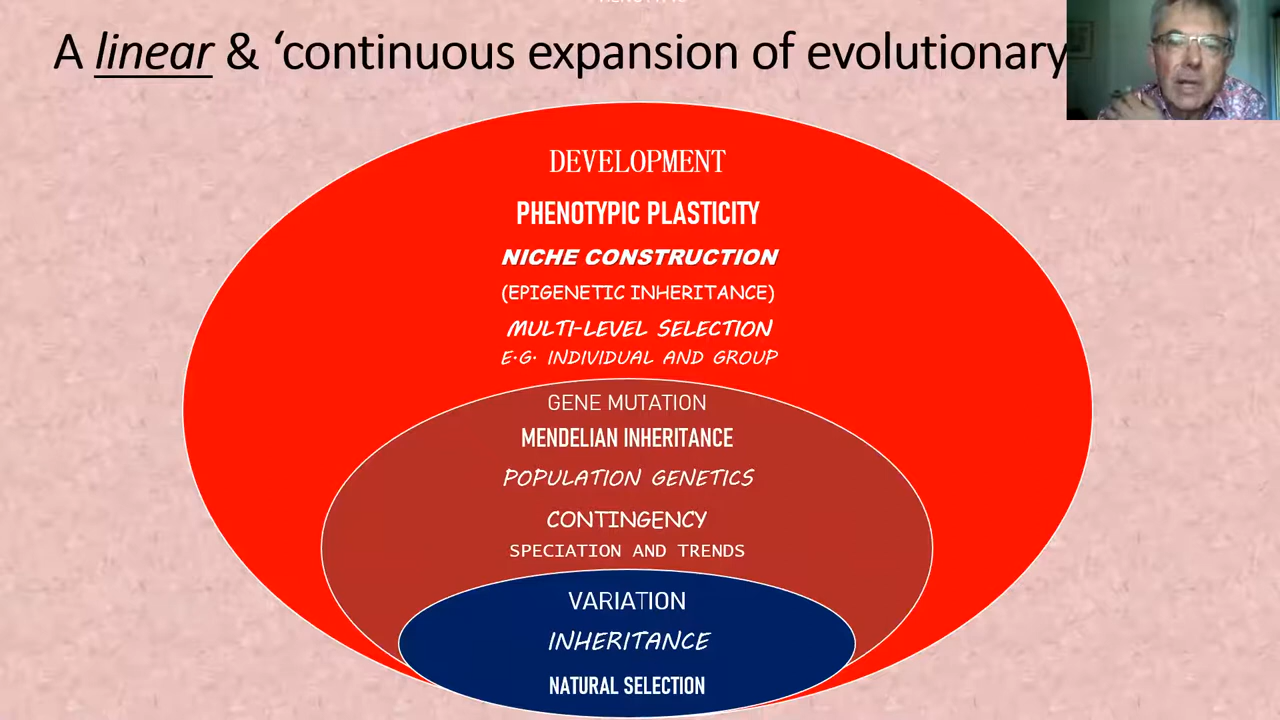 A linear & ‘continuous expansion of evolutionary
DEVELOPMENT
PHENOTYPIC PLASTICITY
NICHE CONSTRUCTION
(EPIGENETIC INHERITANCE)
MULTI-LEVEL SELECTION
E.G. INDIVIDUAL AND GROUP
GENE MUTATION
MENDELIAN INHERITANCE
POPULATION GENETICS
CONTINGENCY
SPECIATION AND TRENDS
VARIATION
INHERITANCE
NATURAL SELECTION